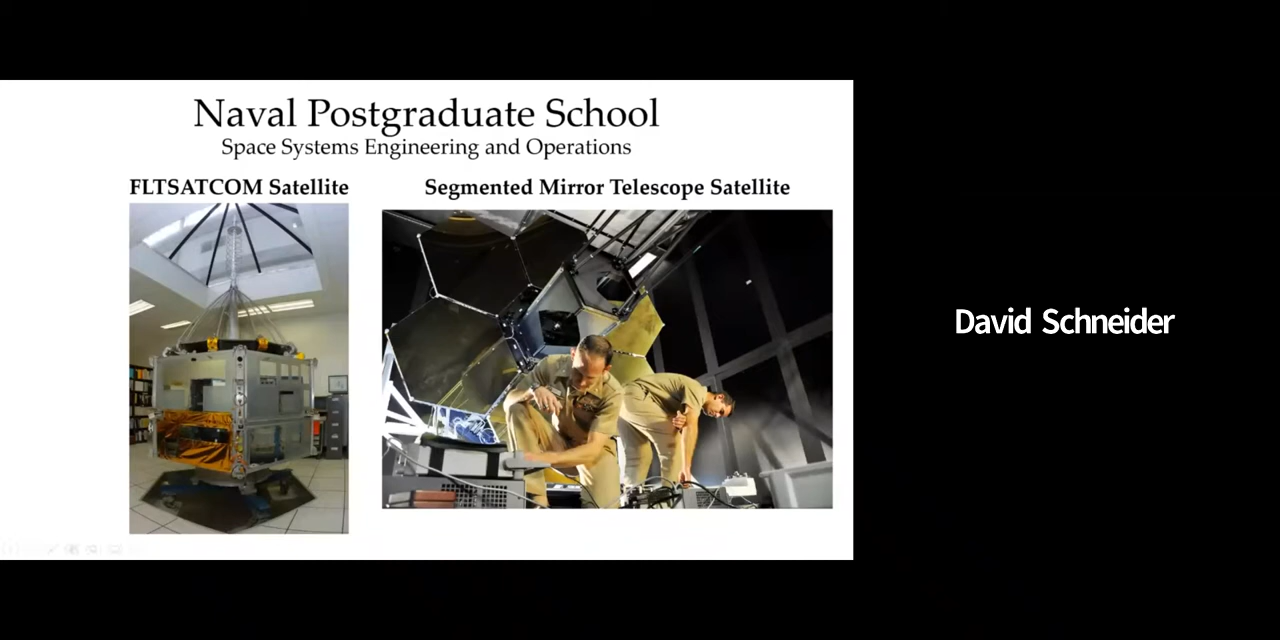 Naval Postgraduate School
Space Systems Engineering and Operations
FLTSATCOM Satellite
Segmented Mirror Telescope Satellite
David Schneider